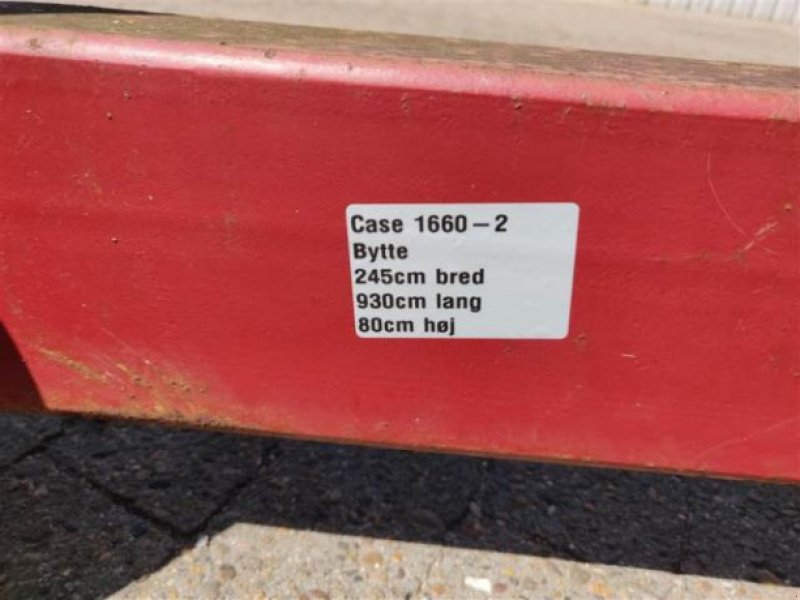 Case 1660-2
Bytte
245cm bred
930cm lang
80cm høj